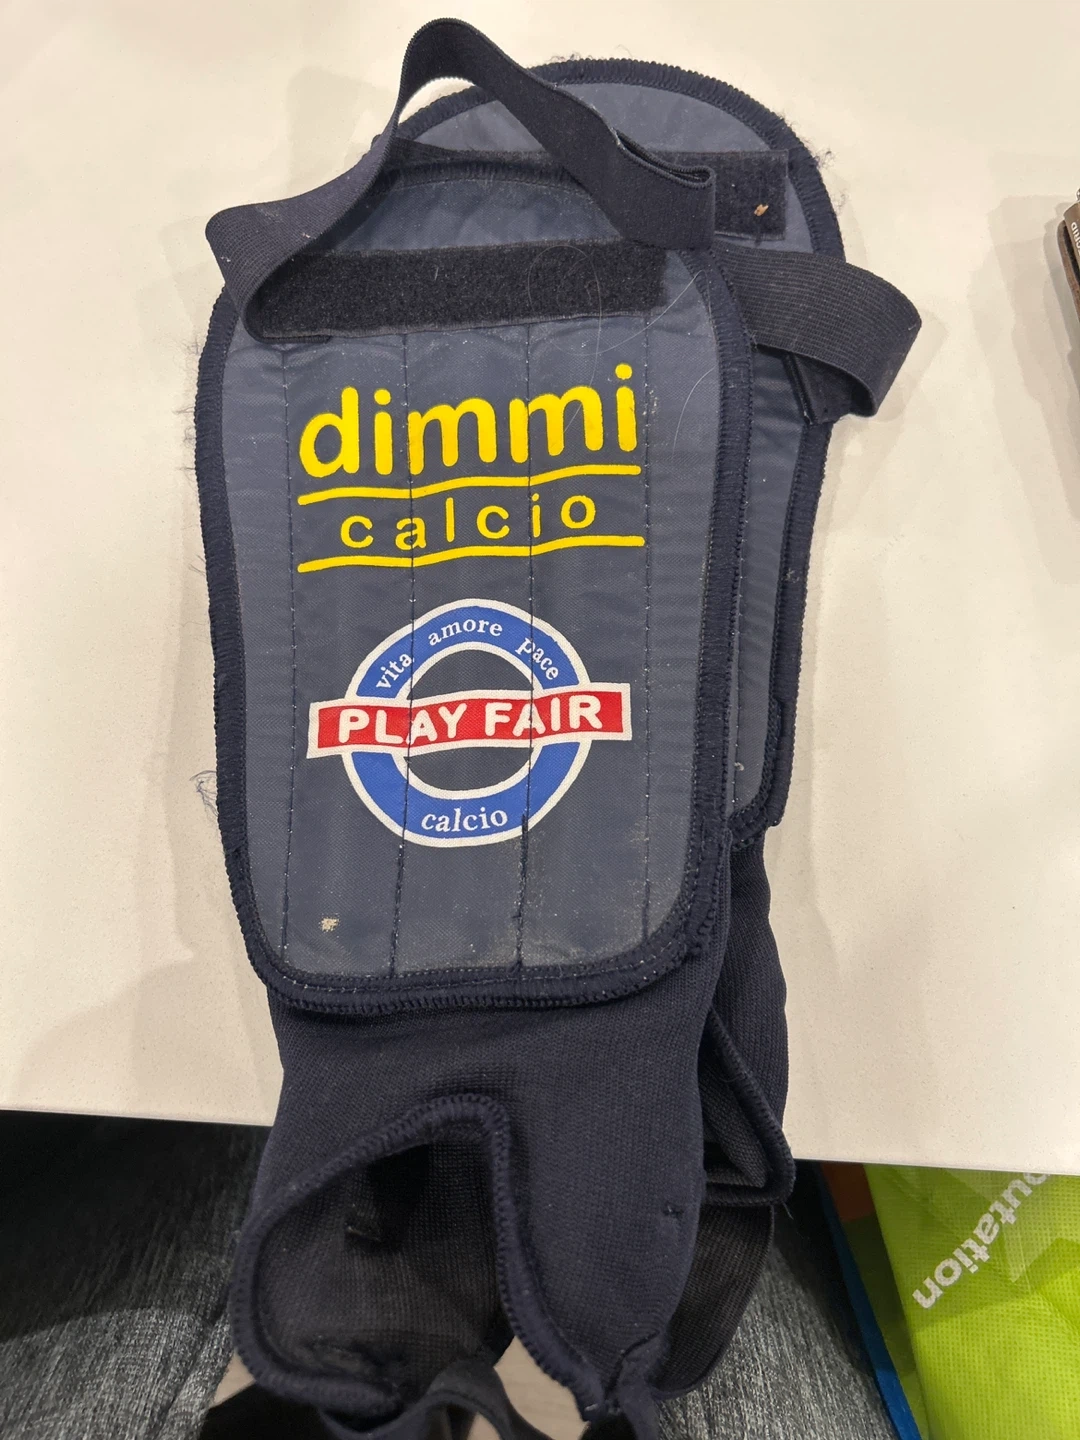 dimmi
calcio
vita amore pace
PLAY FAIR
calcio